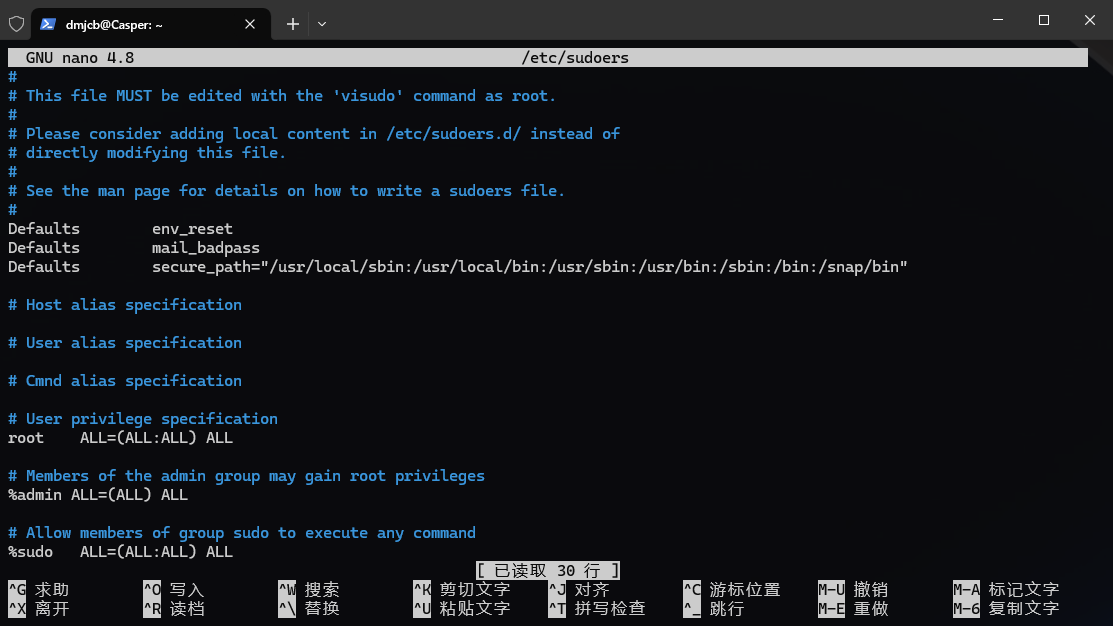 dmjcb@Casper: ~
GNU nano 4.8 /etc/sudoers
#
# This file MUST be edited with the 'visudo' command as root.
#
# Please consider adding local content in /etc/sudoers.d/ instead of
# directly modifying this file.
#
# See the man page for details on how to write a sudoers file.
#
Defaults        env_reset
Defaults        mail_badpass
Defaults        secure_path="/usr/local/sbin:/usr/local/bin:/usr/sbin:/usr/bin:/sbin:/bin:/snap/bin"
# Host alias specification
# User alias specification
# Cmnd alias specification
# User privilege specification
root    ALL=(ALL:ALL) ALL
# Members of the admin group may gain root privileges
%admin ALL=(ALL) ALL
# Allow members of group sudo to execute any command
%sudo   ALL=(ALL:ALL) ALL
[ 已读取 30 行 ]
^G 求助 ^O 写入 ^W 搜索 ^K 剪切文字 ^J 对齐 ^C 游标位置 M-U 撤销 M-A 标记文字
^X 离开 ^R 读档 ^\ 替换 ^U 粘贴文字 ^T 拼写检查 ^_ 跳行 M-E 重做 M-6 复制文字